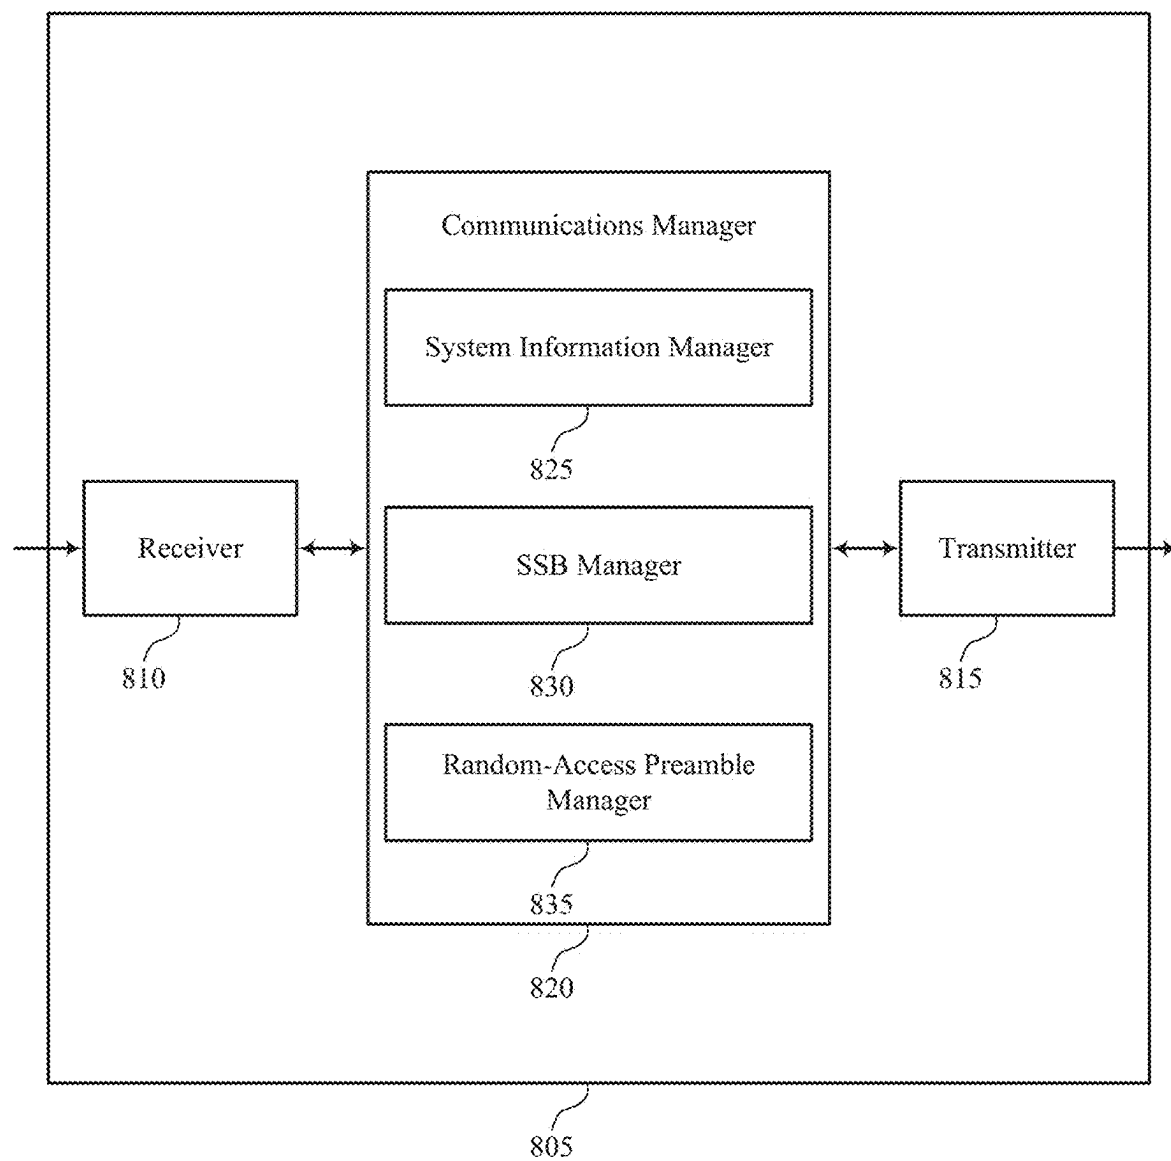 Communications Manager
System Information Manager
825
Receiver
SSB Manager
Transmitter
810
830
815
Random-Access Preamble
Manager
835
820
805